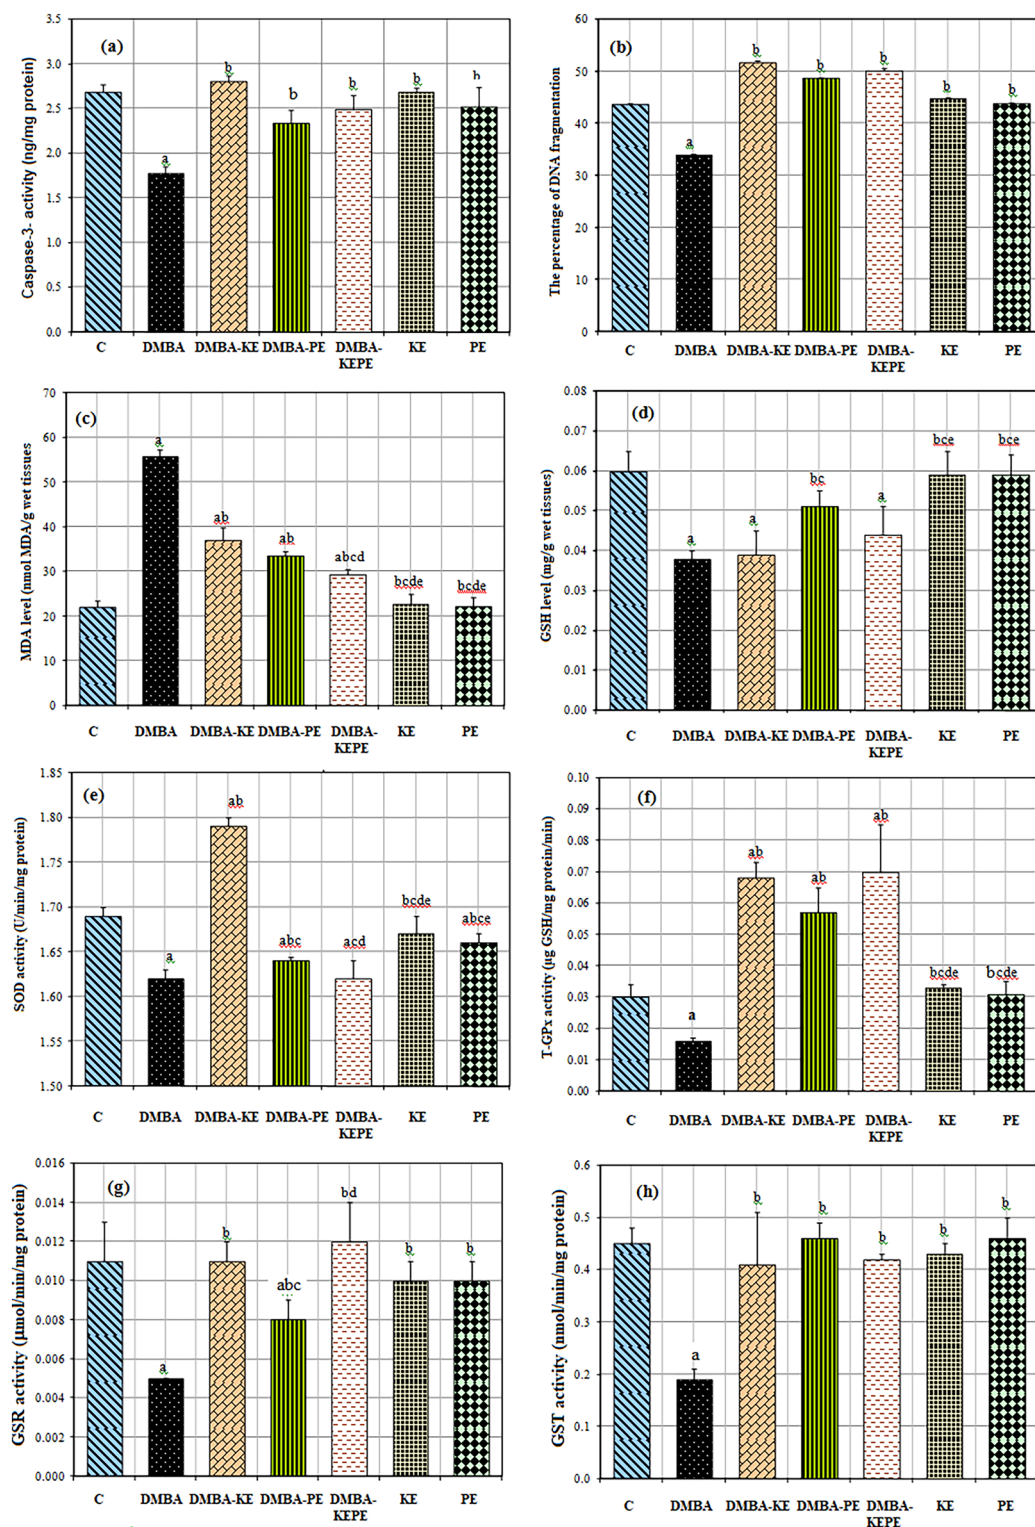 (a)
Caspase-3- activity (ng/mg protein)
3.5
3.0
2.5
2.0
1.5
1.0
0.5
0.0
a
b
b
b
b
b
C DMBA DMBA-KE DMBA-PE DMBA- KE PE
KEPE
(b)
The percentage of DNA fragmentation
60
50
40
30
20
10
0
a
b
b
b
b
b
C DMBA DMBA-KE DMBA-PE DMBA- KE PE
KEPE
(c)
MDA level (nmol MDA/g wet tissues
70
60
50
40
30
20
10
0
a
ab
ab
abcd
bcde
bcde
C DMBA DMBA-KE DMBA-PE DMBA- KE PE
KEPE
(d)
GSH level (mg/g wet tissues)
0.08
0.07
0.06
0.05
0.04
0.03
0.02
0.01
0.00
a
a
bc
a
bce
bce
C DMBA DMBA-KE DMBA-PE DMBA- KE PE
KEPE
(e)
SOD activity (U/min/mg protein)
1.85
1.80
1.75
1.70
1.65
1.60
1.55
1.50
a
ab
abc
acd
bcde
abce
C DMBA DMBA-KE DMBA-PE DMBA- KE PE
KEPE
(f)
T-GPx activity (µg GSH/mg protein/min)
0.10
0.09
0.08
0.07
0.06
0.05
0.04
0.03
0.02
0.01
0.00
a
ab
ab
ab
bcde
bcde
C DMBA DMBA-KE DMBA-PE DMBA- KE PE
KEPE
(g)
GSR activity (µmol/min/mg protein)
0.016
0.014
0.012
0.010
0.008
0.006
0.004
0.002
0.000
a
b
abc
bd
b
b
C DMBA DMBA-KE DMBA-PE DMBA- KE PE
KEPE
(h)
GST activity (nmol/min/mg protein)
0.6
0.5
0.4
0.3
0.2
0.1
0.0
a
b
b
b
b
b
C DMBA DMBA-KE DMBA-PE DMBA- KE PE
KEPE